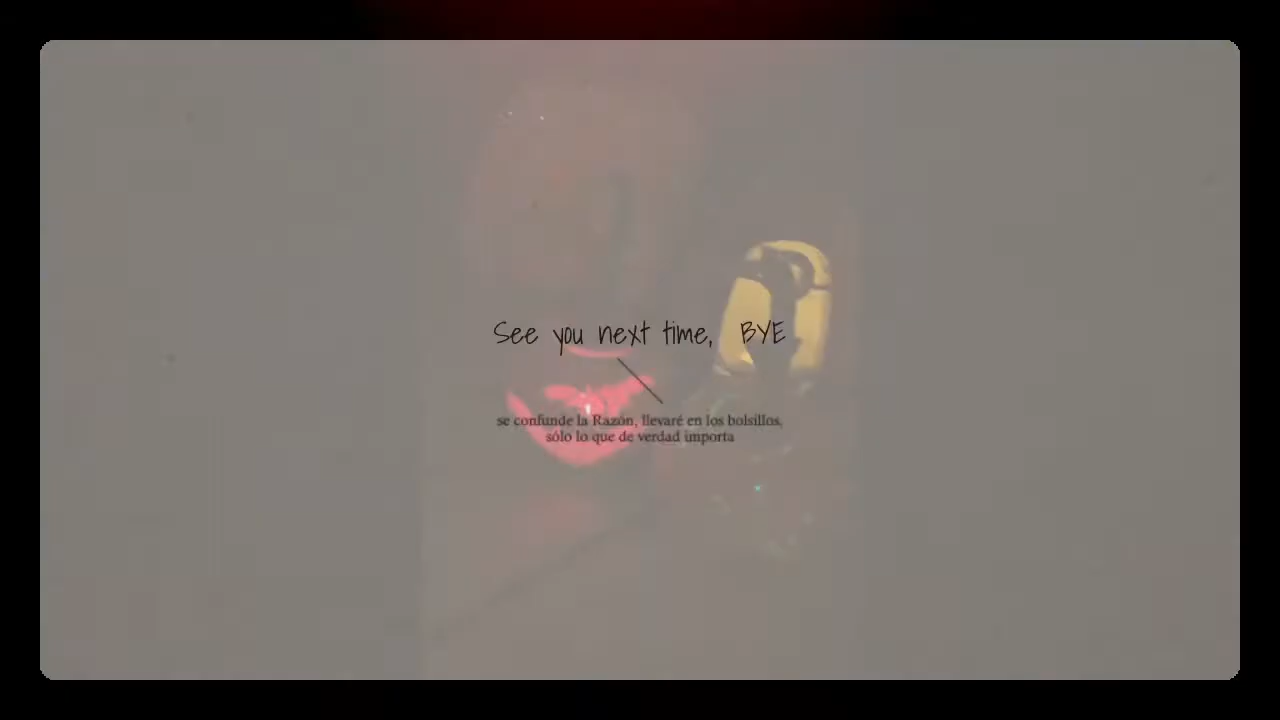 See you next time, BYE
se confunde la Razón, llevaré en los bolsillos,
sólo lo que de verdad importa